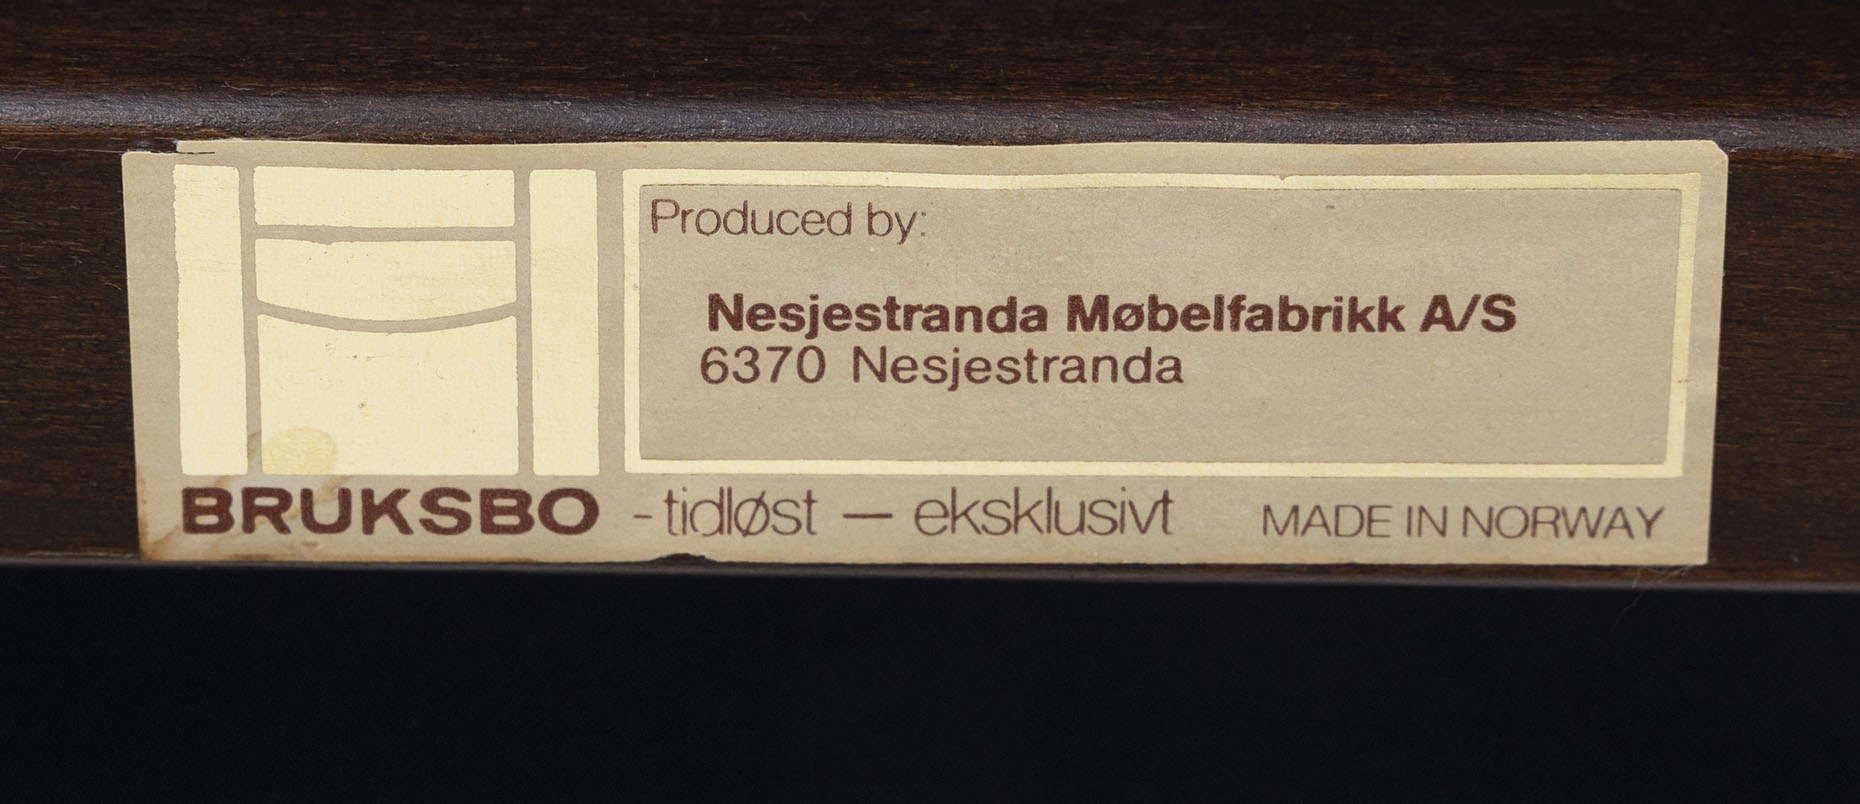 Produced by:
Nesjestranda Møbelfabrikk A/S
6370 Nesjestranda
BRUKSBO - tidløst — eksklusivt MADE IN NORWAY